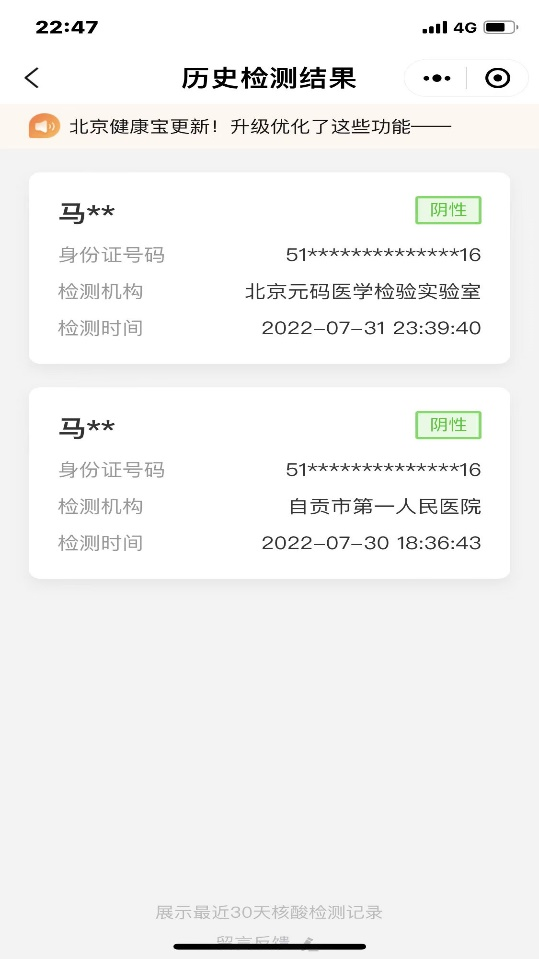 22:47
4G
历史检测结果
北京健康宝更新！升级优化了这些功能——
马**
阴性
身份证号码 51**************16
检测机构 北京元码医学检验实验室
检测时间 2022-07-31 23:39:40
马**
阴性
身份证号码 51**************16
检测机构 自贡市第一人民医院
检测时间 2022-07-30 18:36:43
展示最近30天核酸检测记录
留言反馈